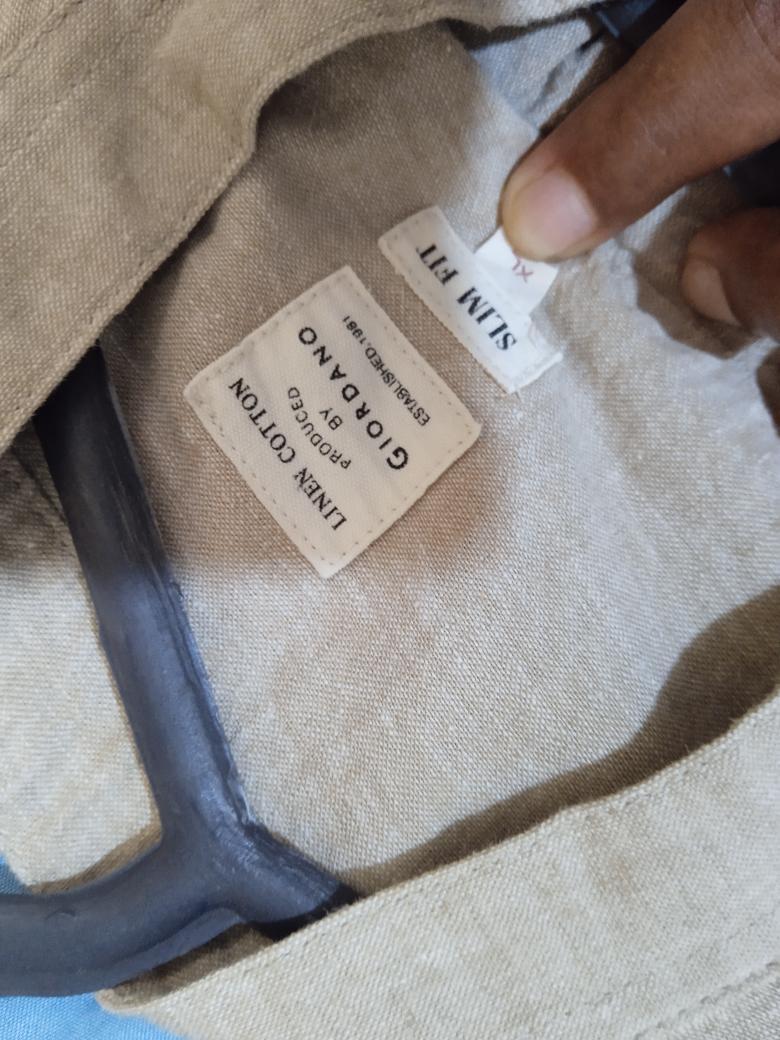 LINEN COTTON
PRODUCED
BY
GIORDANO
ESTABLISHED.1981
SLIM FIT
XL